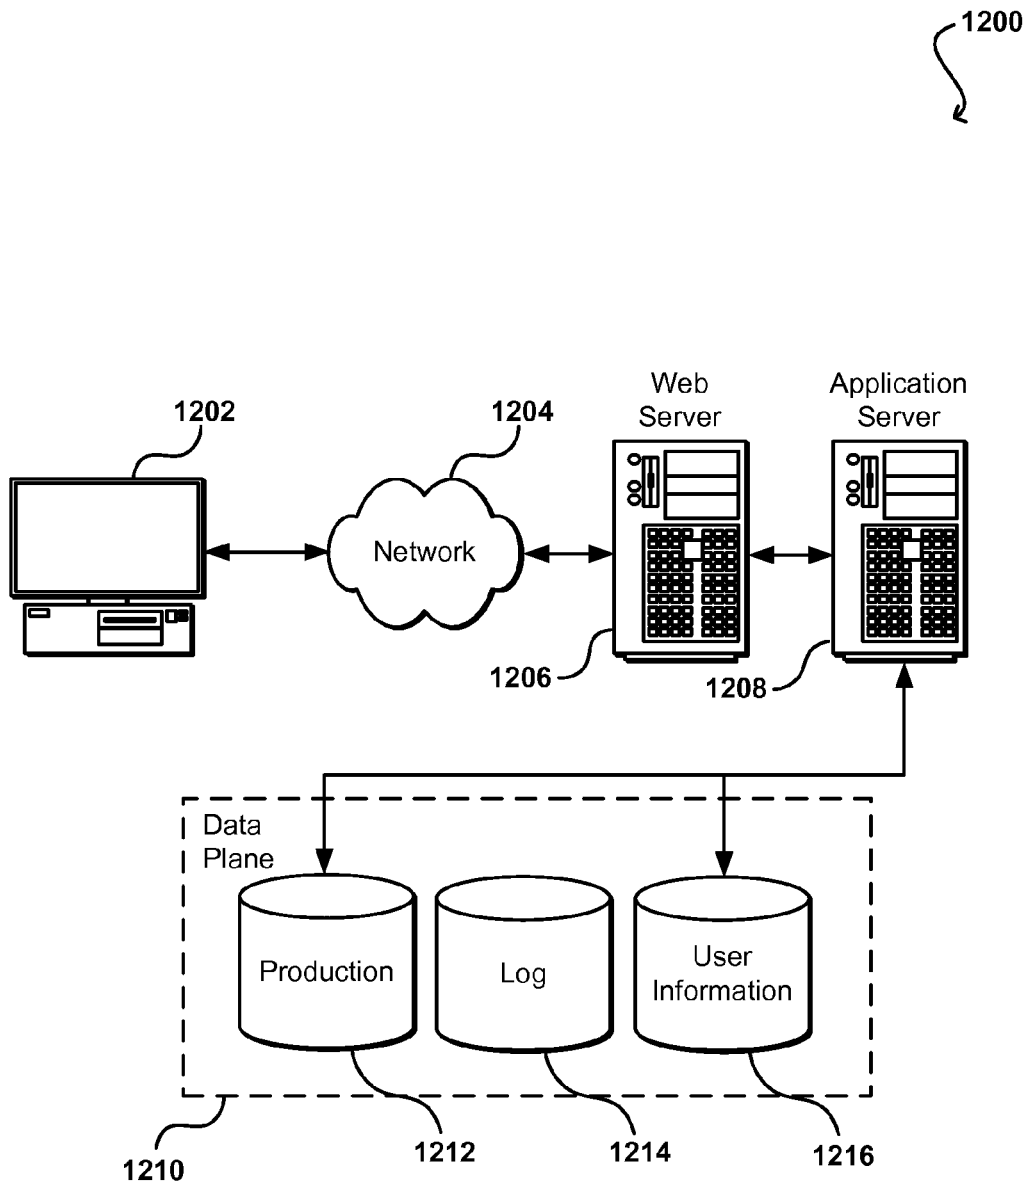 1200
Web
Server
Application
Server
1202
1204
Network
1206
1208
Data
Plane
Production
Log
User
Information
1210
1212
1214
1216